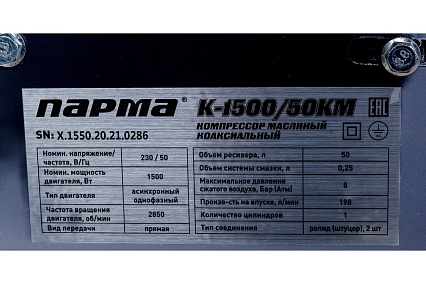 ПАРМА® К-1500/50КМ ЕАС
КОМПРЕССОР МАСЛЯНЫЙ
КОАКСИАЛЬНЫЙ
SN: X.1550.20.21.0286
Номин. напряжение/
частота, В/Гц
230 / 50
Номин. мощность
двигателя, Вт
1500
Тип двигателя
асинхронный
однофазный
Частота вращения
двигателя, об/мин
2850
Вид передачи
прямая
Объем ресивера, л
50
Объем системы смазки, л
0,25
Максимальное давление
сжатого воздуха, Бар (Атм)
8
Произв-сть на впуске, л/мин
198
Количество цилиндров
1
Тип соединения
рапид (штуцер), 2 шт
8.8